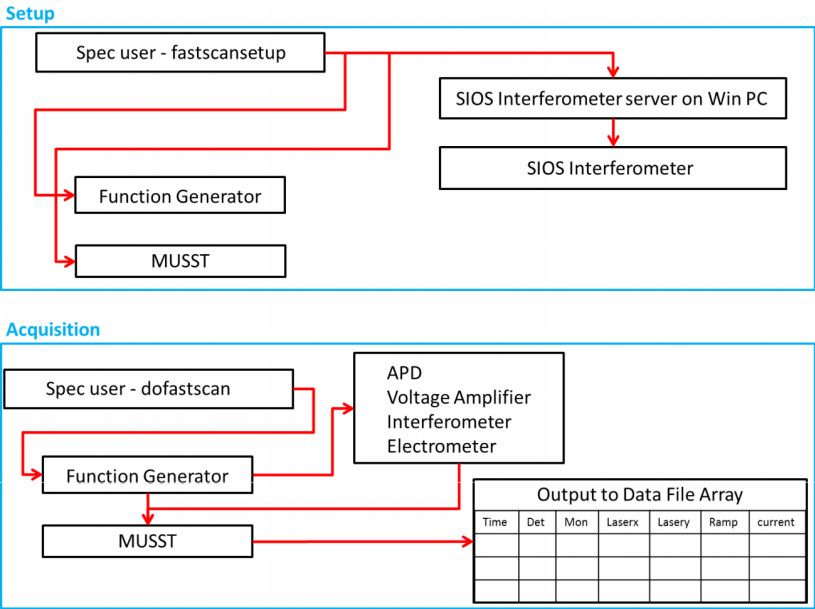 Setup
Spec user - fastscansetup
SIOS Interferometer server on Win PC
SIOS Interferometer
Function Generator
MUSST
Acquisition
Spec user - dofastscan
APD
Voltage Amplifier
Interferometer
Electrometer
Function Generator
MUSST
Output to Data File Array
Time Det Mon Laserx Lasery Ramp current